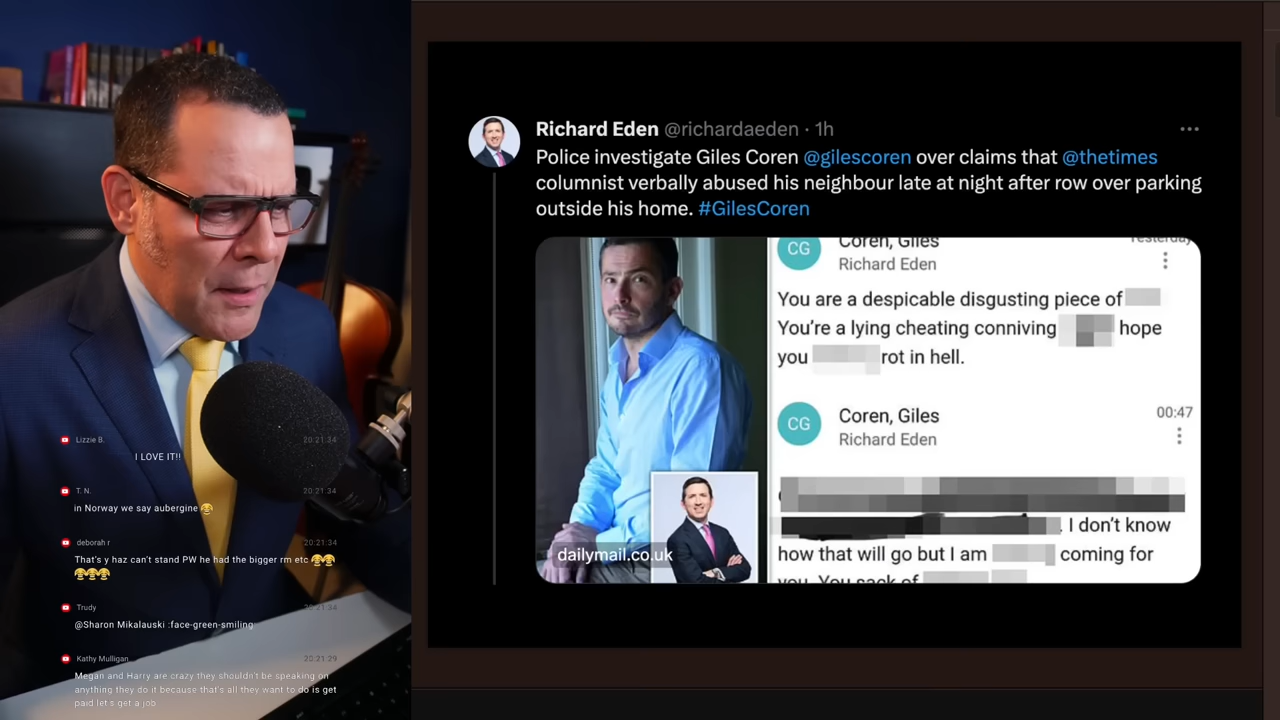 Richard Eden @richardaeden · 1h
Police investigate Giles Coren @gilescoren over claims that @thetimes
columnist verbally abused his neighbour late at night after row over parking
outside his home. #GilesCoren
Coren, Giles
Yesterday
CG
Richard Eden
You are a despicable disgusting piece of
You're a lying cheating conniving hope
you rot in hell.
CG
Coren, Giles
00:47
Richard Eden
. I don't know
how that will go but I am coming for
you. You sack of
dailymail.co.uk
Lizzie B. 20:21:34
I LOVE IT!!
T. N. 20:21:34
in Norway we say aubergine 😂
deborah r 20:21:34
That's y haz can't stand PW he had the bigger rm etc 😂😂
😂😂😂
Trudy 20:21:34
@Sharon Mikalauski :face-green-smiling
Kathy Mulligan 20:21:29
Megan and Harry are crazy they shouldn't be speaking on
anything they do it because that's all they want to do is get
paid let's get a job